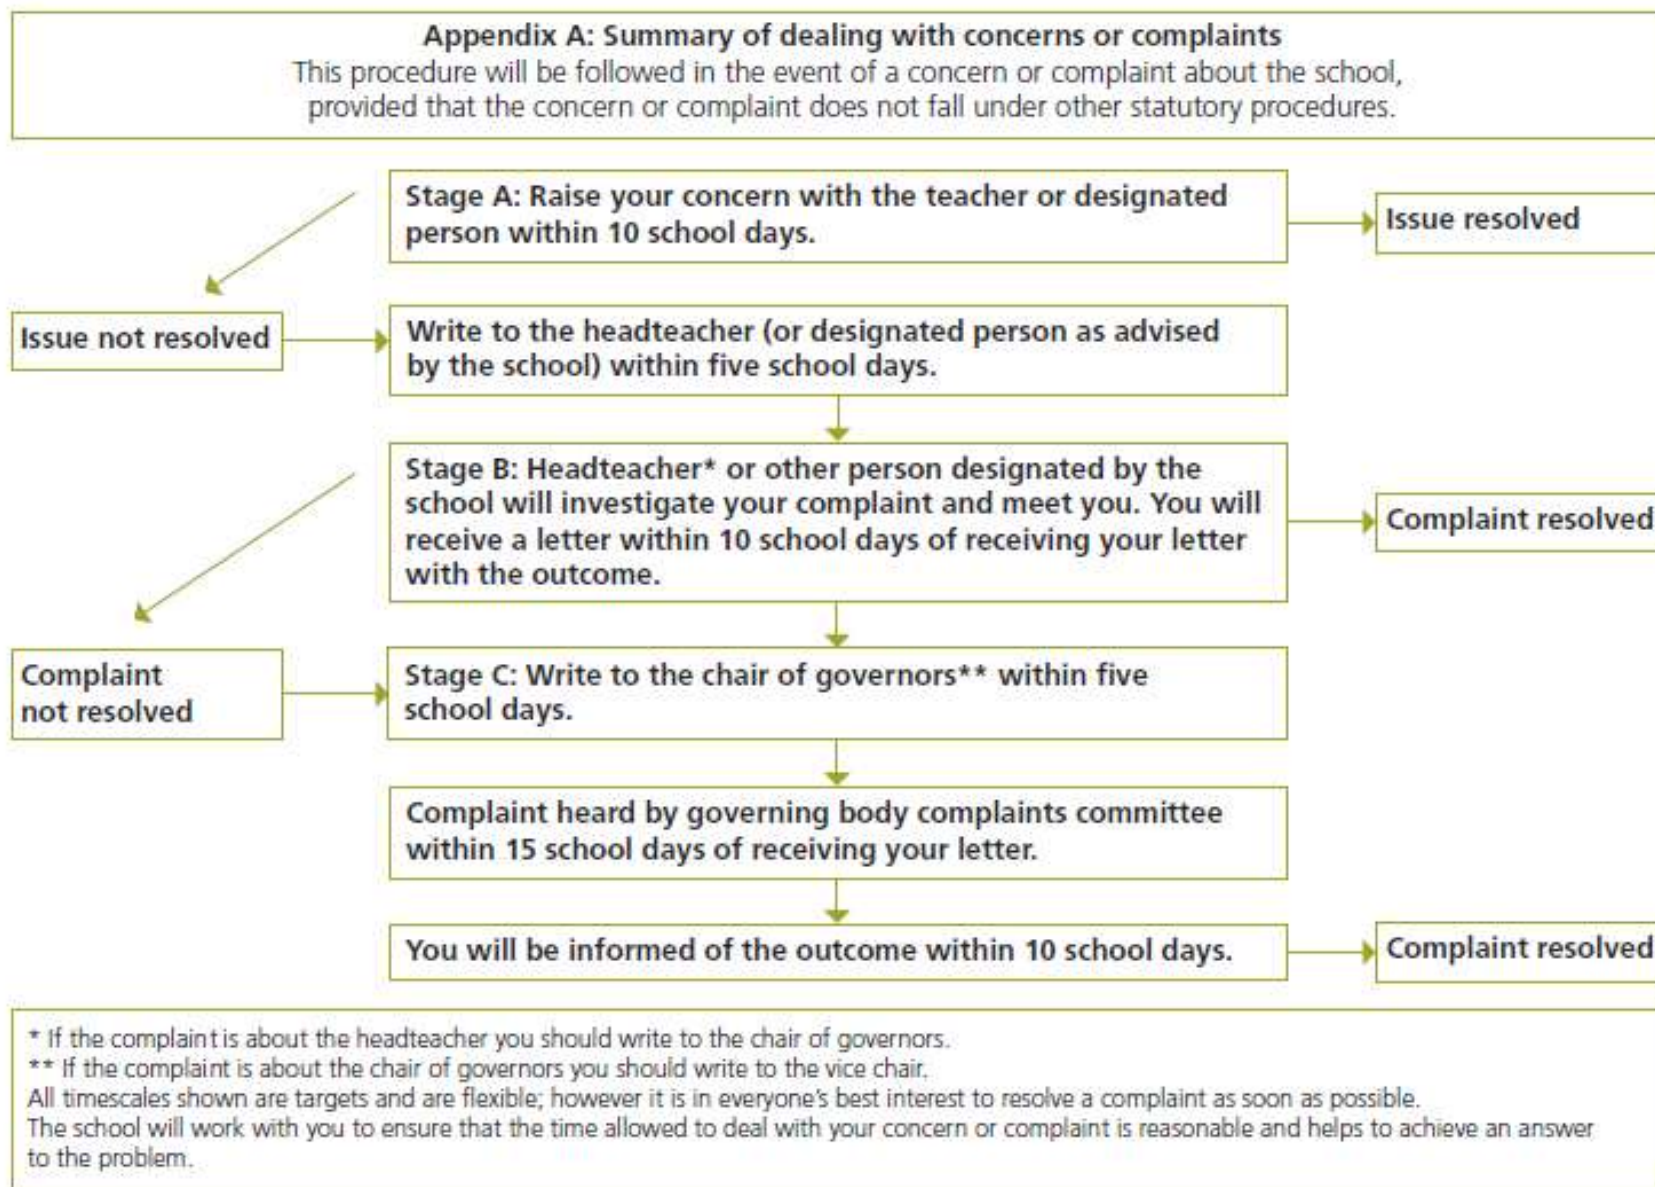 Appendix A: Summary of dealing with concerns or complaints
This procedure will be followed in the event of a concern or complaint about the school,
provided that the concern or complaint does not fall under other statutory procedures.
Stage A: Raise your concern with the teacher or designated
person within 10 school days.
Issue resolved
Issue not resolved
Write to the headteacher (or designated person as advised
by the school) within five school days.
Stage B: Headteacher* or other person designated by the
school will investigate your complaint and meet you. You will
receive a letter within 10 school days of receiving your letter
with the outcome.
Complaint resolved
Complaint
not resolved
Stage C: Write to the chair of governors** within five
school days.
Complaint heard by governing body complaints committee
within 15 school days of receiving your letter.
You will be informed of the outcome within 10 school days.
Complaint resolved
* If the complaint is about the headteacher you should write to the chair of governors.
** If the complaint is about the chair of governors you should write to the vice chair.
All timescales shown are targets and are flexible; however it is in everyone's best interest to resolve a complaint as soon as possible.
The school will work with you to ensure that the time allowed to deal with your concern or complaint is reasonable and helps to achieve an answer
to the problem.